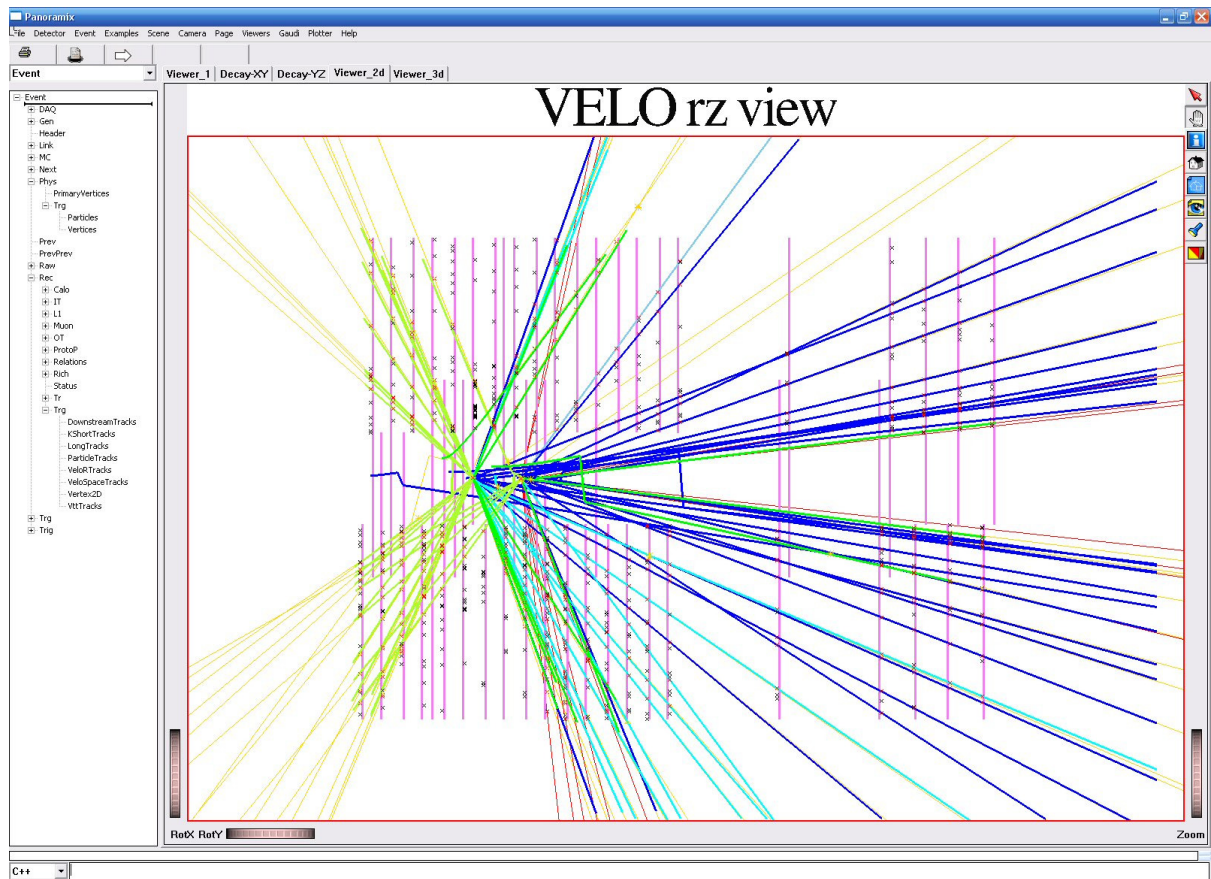 Panoramix
File Detector Event Examples Scene Camera Page Viewers Gaudi Plotter Help
Event
Viewer_1 Decay-XY Decay-YZ Viewer_2d Viewer_3d
VELO rz view
Event
DAQ
Gen
Header
Link
MC
Next
Phys
PrimaryVertices
Trg
Particles
Vertices
Prev
PrevPrev
Raw
Rec
Calo
IT
L1
Muon
OT
ProtoP
Relations
Rich
Status
Tr
Trg
DownstreamTracks
KShortTracks
LongTracks
ParticleTracks
VeloRTracks
VeloSpaceTracks
Vertex2D
VttTracks
Trg
Trig
RotX RotY
Zoom
C++